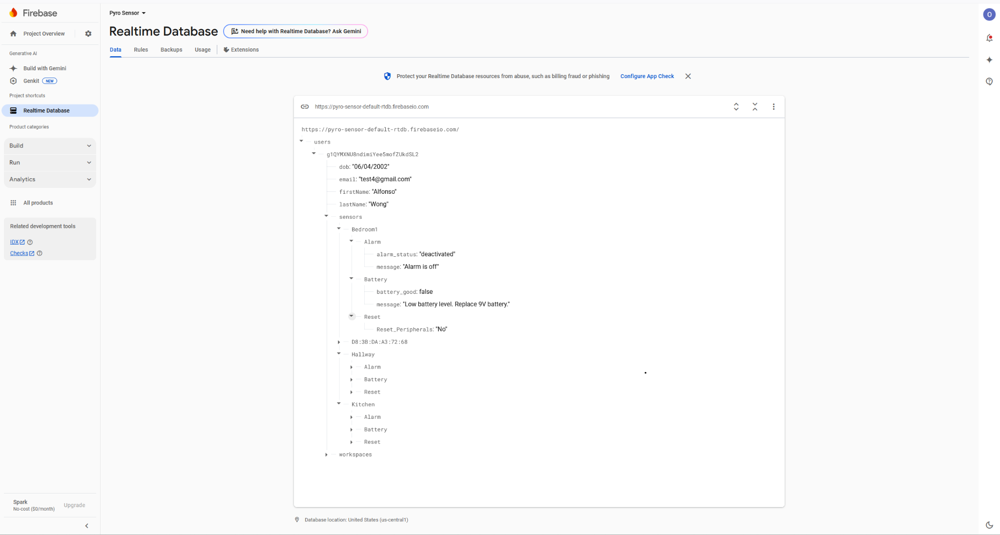 Firebase
Project Overview
Generative AI
Build with Gemini
Genkit NEW
Project shortcuts
Realtime Database
Product categories
Build
Run
Analytics
All products
Related development tools
IDX
Checks
Spark
No-cost ($0/month)
Upgrade
Pyro Sensor
Realtime Database
Need help with Realtime Database? Ask Gemini
Data Rules Backups Usage Extensions
O
Protect your Realtime Database resources from abuse, such as billing fraud or phishing Configure App Check
https://pyro-sensor-default-rtdb.firebaseio.com
https://pyro-sensor-default-rtdb.firebaseio.com/
users
g1QYMXNU8ndimiYee5mofZUkdSL2
dob: "06/04/2002"
email: "test4@gmail.com"
firstName: "Alfonso"
lastName: "Wong"
sensors
Bedroom1
Alarm
alarm_status: "deactivated"
message: "Alarm is off"
Battery
battery_good: false
message: "Low battery level. Replace 9V battery."
Reset
Reset_Peripherals: "No"
D8:3B:DA:A3:72:68
Hallway
Alarm
Battery
Reset
Kitchen
Alarm
Battery
Reset
workspaces
Database location: United States (us-central1)